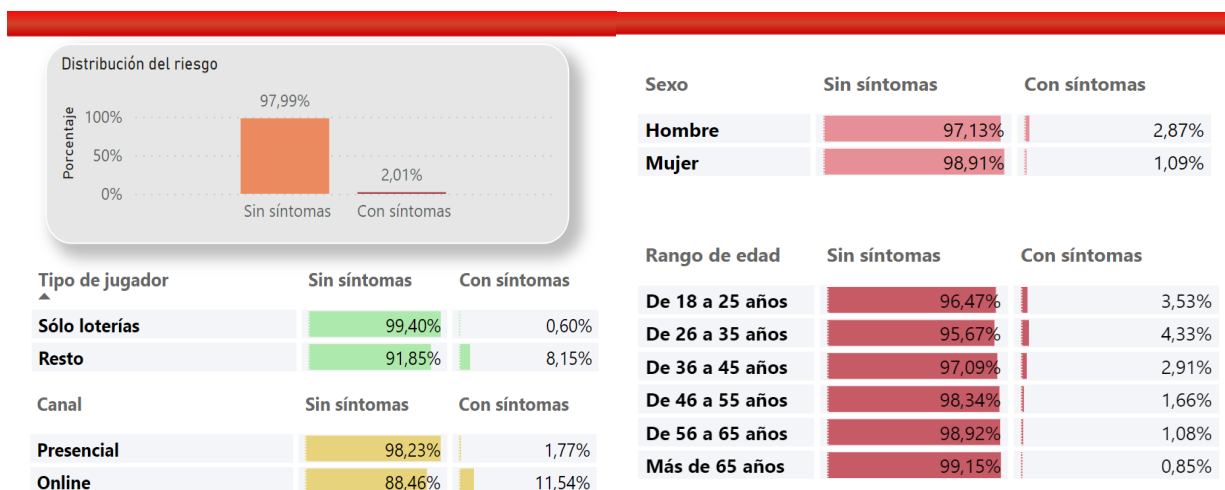 Distribución del riesgo
Porcentaje
100%
50%
0%
97,99%
2,01%
Sin síntomas Con síntomas
Tipo de jugador Sin síntomas Con síntomas
Sólo loterías 99,40% 0,60%
Resto 91,85% 8,15%
Canal Sin síntomas Con síntomas
Presencial 98,23% 1,77%
Online 88,46% 11,54%
Sexo Sin síntomas Con síntomas
Hombre 97,13% 2,87%
Mujer 98,91% 1,09%
Rango de edad Sin síntomas Con síntomas
De 18 a 25 años 96,47% 3,53%
De 26 a 35 años 95,67% 4,33%
De 36 a 45 años 97,09% 2,91%
De 46 a 55 años 98,34% 1,66%
De 56 a 65 años 98,92% 1,08%
Más de 65 años 99,15% 0,85%